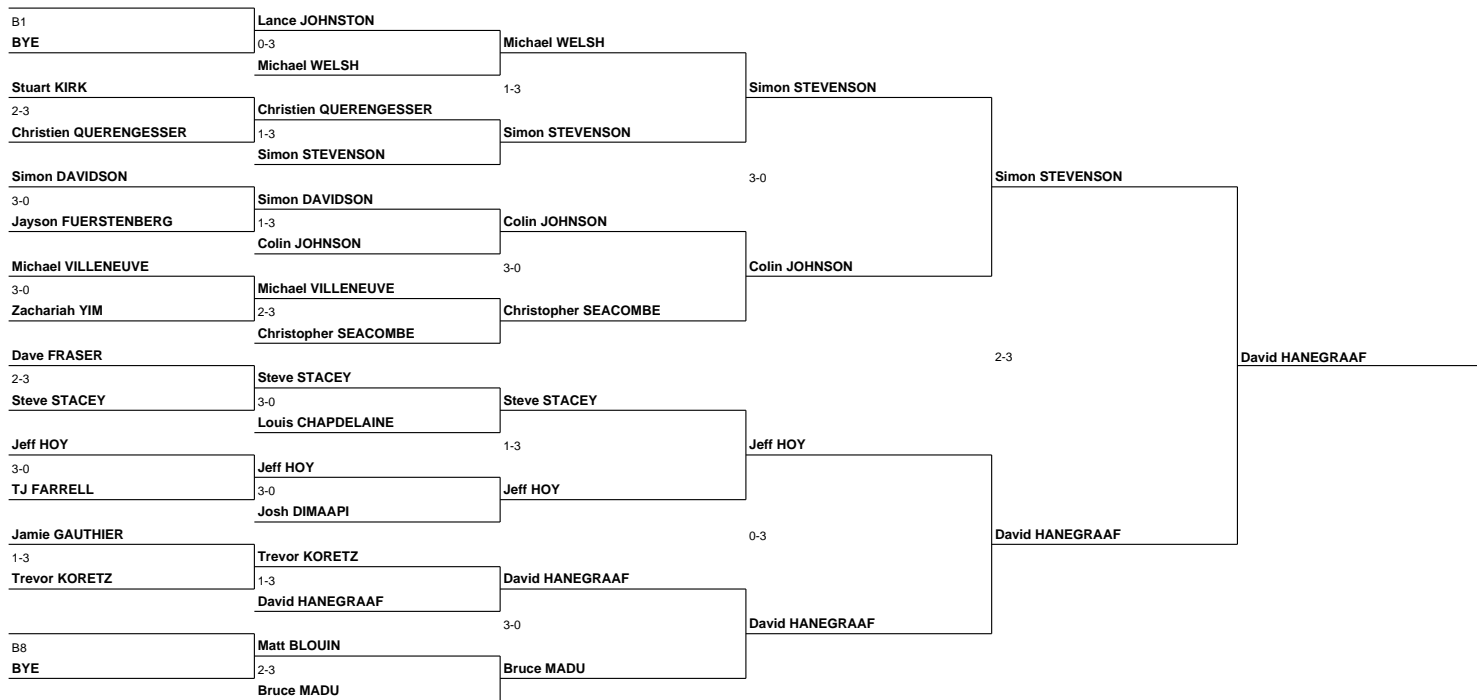 B1
BYE
Stuart KIRK
2-3
Christien QUERENGESSER
Simon DAVIDSON
3-0
Jayson FUERSTENBERG
Michael VILLENEUVE
3-0
Zachariah YIM
Dave FRASER
2-3
Steve STACEY
Jeff HOY
3-0
TJ FARRELL
Jamie GAUTHIER
1-3
Trevor KORETZ
B8
BYE
Lance JOHNSTON
0-3
Michael WELSH
Christien QUERENGESSER
1-3
Simon STEVENSON
Simon DAVIDSON
1-3
Colin JOHNSON
Michael VILLENEUVE
2-3
Christopher SEACOMBE
Steve STACEY
3-0
Louis CHAPDELAINE
Jeff HOY
3-0
Josh DIMAAPI
Trevor KORETZ
1-3
David HANEGRAAF
Matt BLOUIN
2-3
Bruce MADU
Michael WELSH
1-3
Simon STEVENSON
Colin JOHNSON
3-0
Christopher SEACOMBE
Steve STACEY
1-3
Jeff HOY
David HANEGRAAF
3-0
Bruce MADU
Simon STEVENSON
3-0
Colin JOHNSON
Jeff HOY
0-3
David HANEGRAAF
Simon STEVENSON
2-3
David HANEGRAAF
David HANEGRAAF